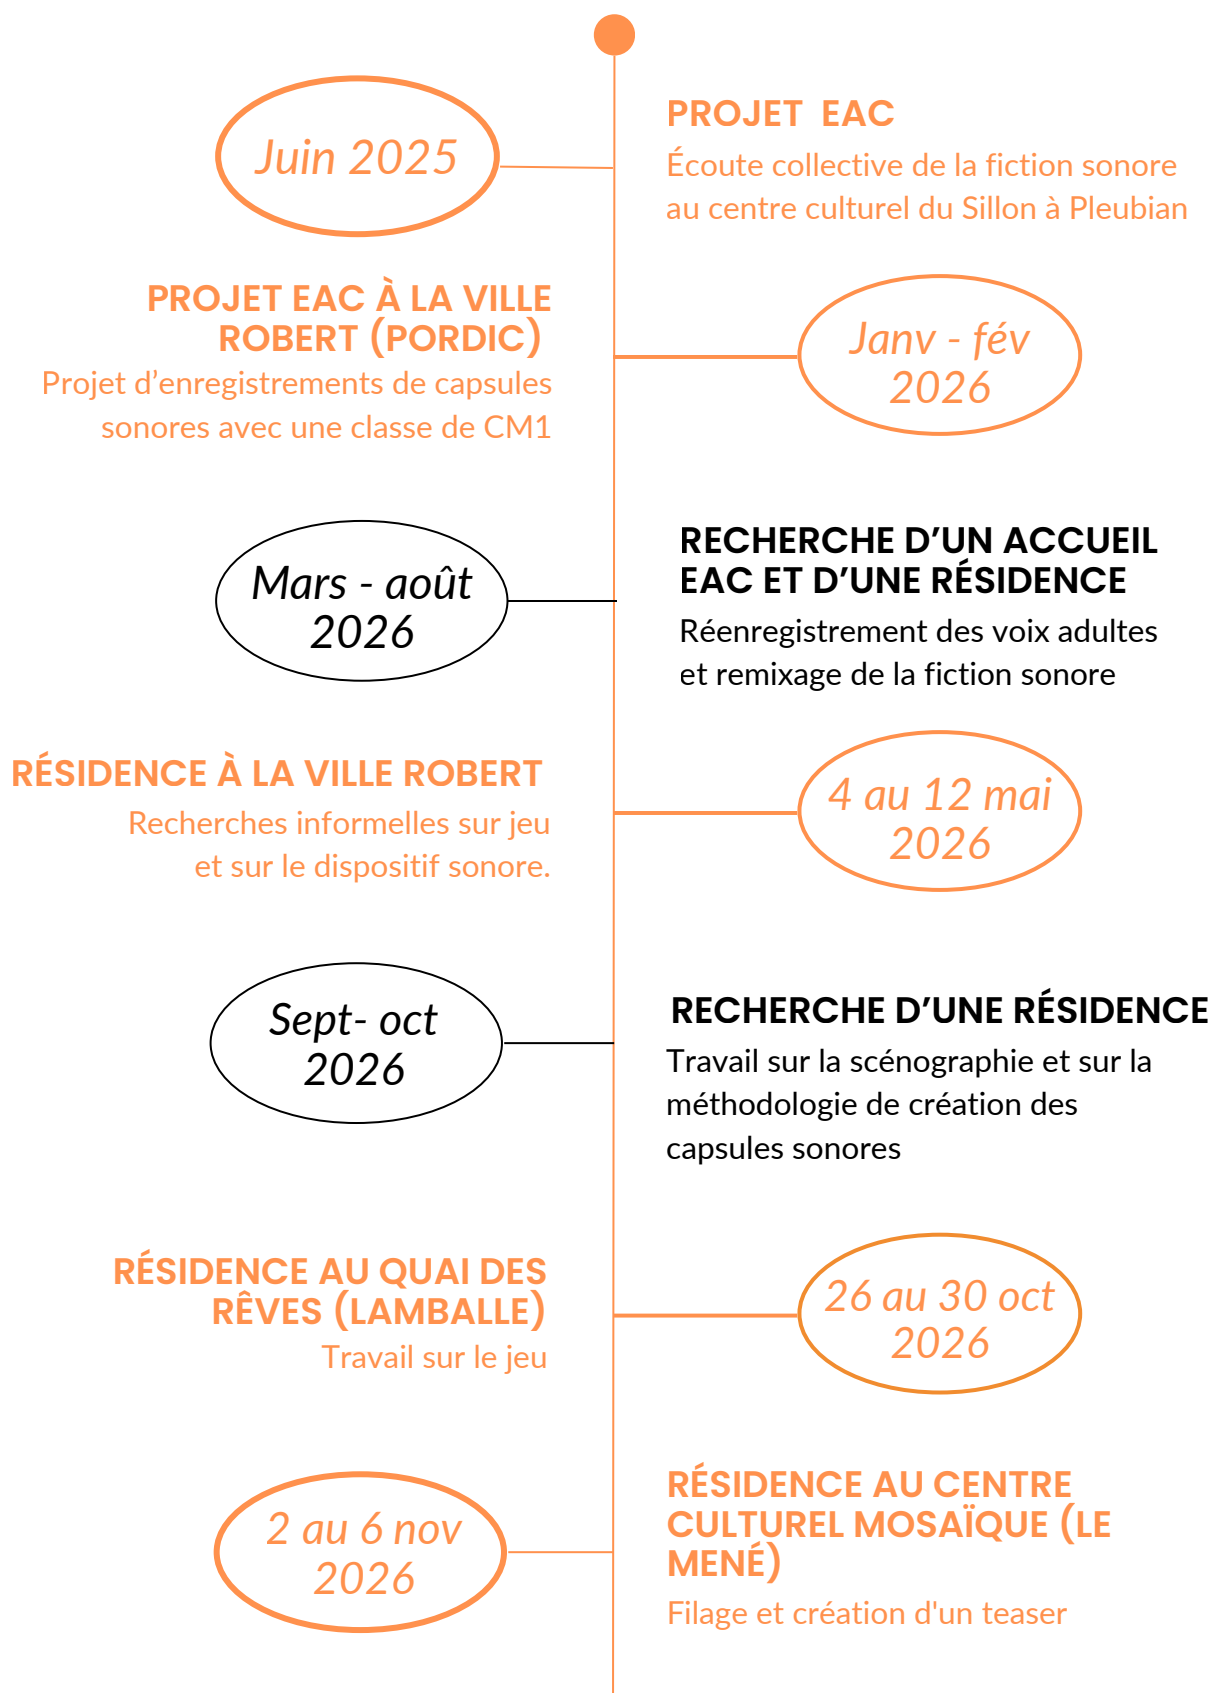 Juin 2025
PROJET  EAC
Écoute collective de la fiction sonore
au centre culturel du Sillon à Pleubian
PROJET EAC À LA VILLE
ROBERT (PORDIC)
Projet d’enregistrements de capsules
sonores avec une classe de CM1
Janv - fév
2026
Mars - août
2026
RECHERCHE D’UN ACCUEIL
EAC ET D’UNE RÉSIDENCE
Réenregistrement des voix adultes
et remixage de la fiction sonore
RÉSIDENCE À LA VILLE ROBERT
Recherches informelles sur jeu
et sur le dispositif sonore.
4 au 12 mai
2026
Sept- oct
2026
RECHERCHE D’UNE RÉSIDENCE
Travail sur la scénographie et sur la
méthodologie de création des
capsules sonores
RÉSIDENCE AU QUAI DES
RÊVES (LAMBALLE)
Travail sur le jeu
26 au 30 oct
2026
2 au 6 nov
2026
RÉSIDENCE AU CENTRE
CULTUREL MOSAÏQUE (LE
MENÉ)
Filage et création d'un teaser